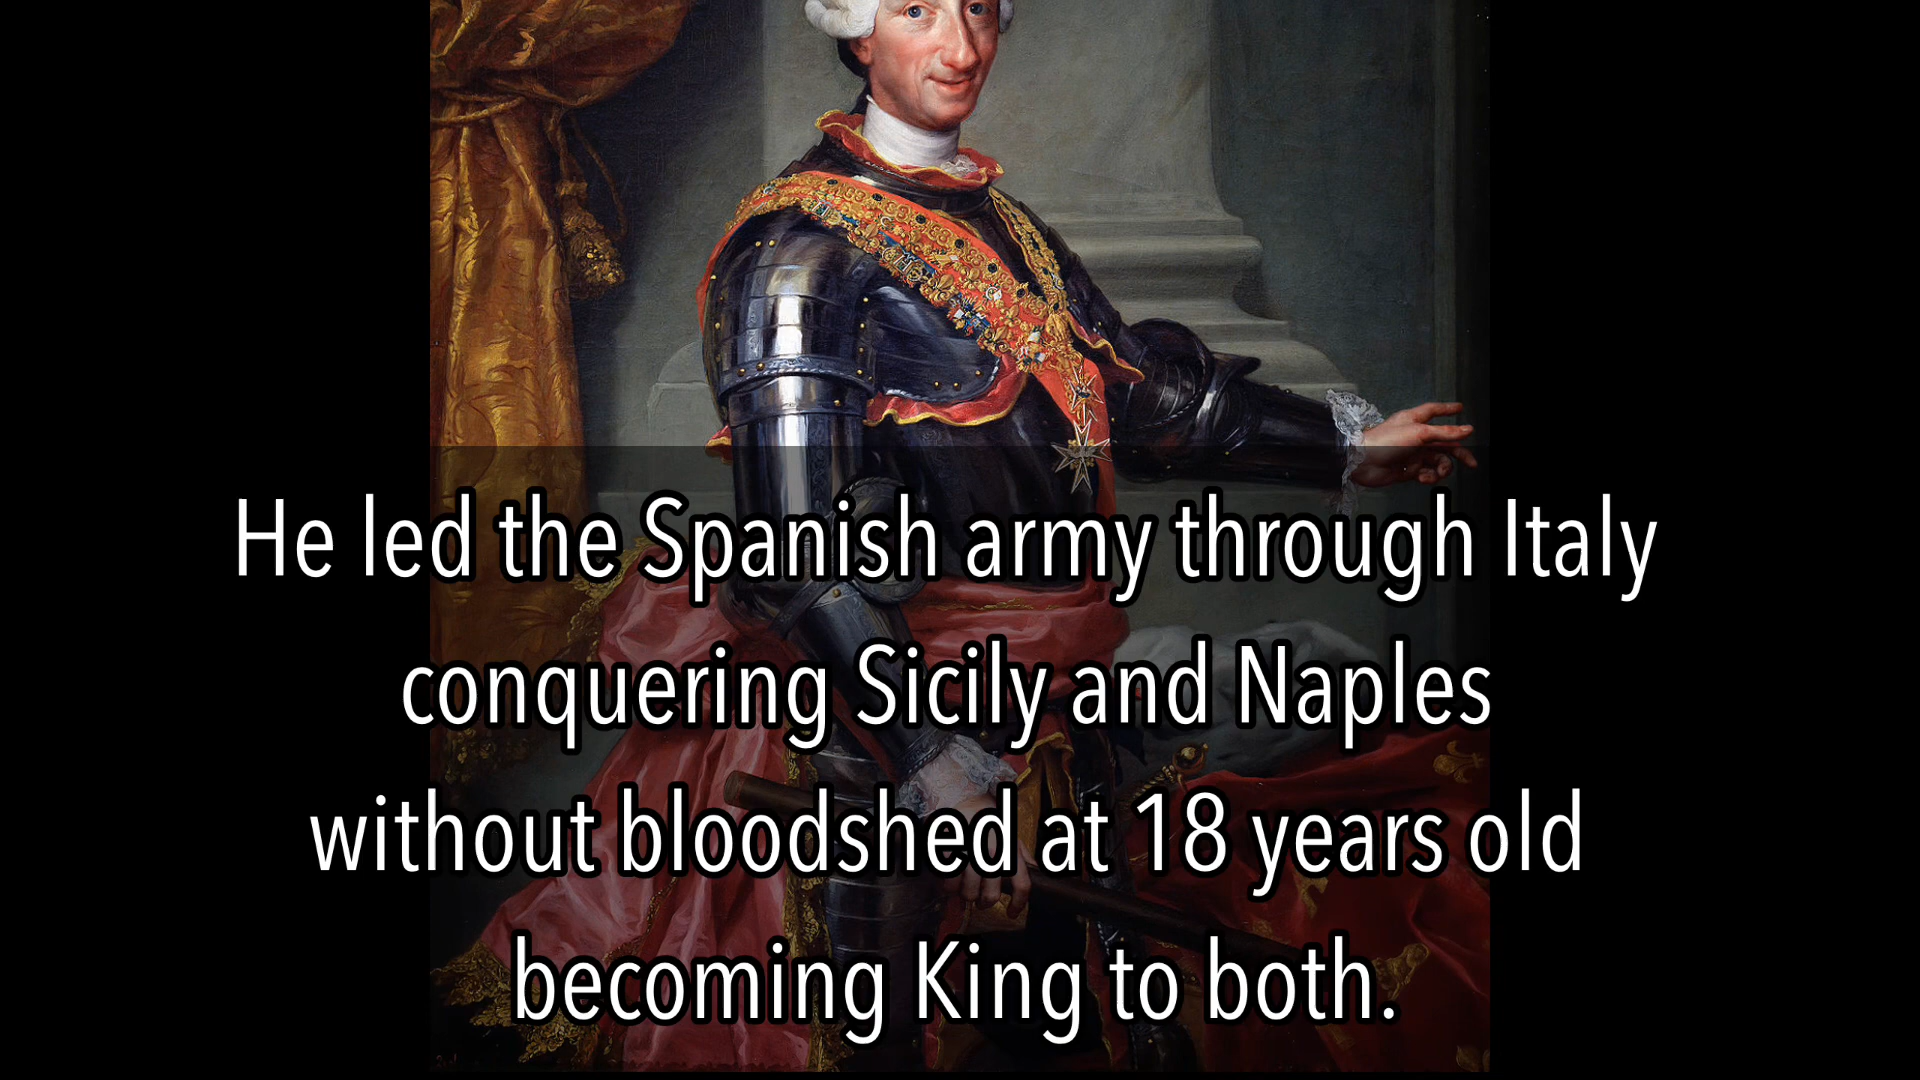 He led the Spanish army through Italy
conquering Sicily and Naples
without bloodshed at 18 years old
becoming King to both.